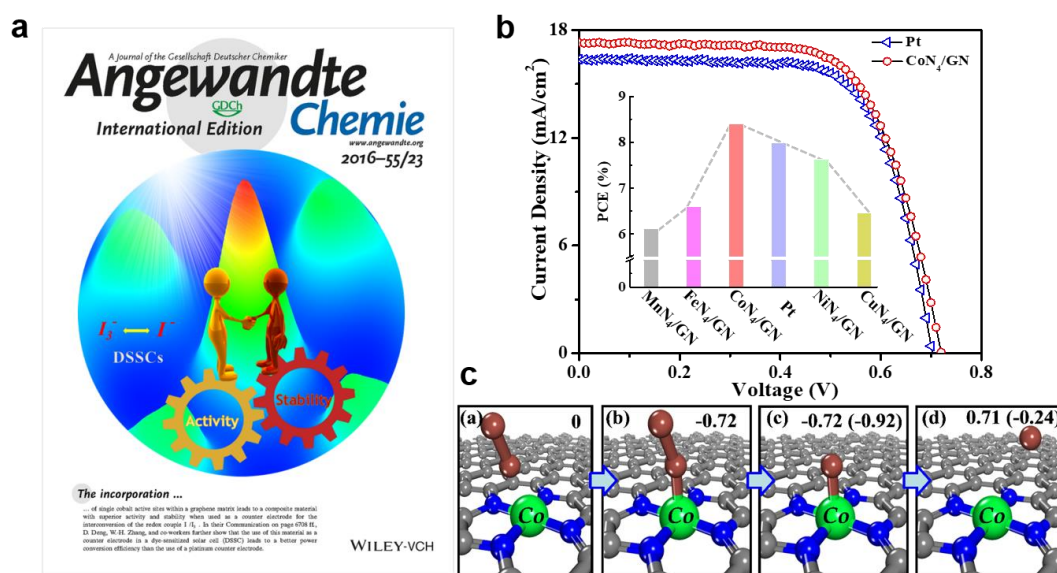 a
A Journal of the Gesellschaft Deutscher Chemiker
Angewandte
GDCh
International Edition
Chemie
www.angewandte.org
2016–55/23
I₃⁻ ⟷ I⁻
DSSCs
Activity
Stability
The incorporation ...
... of single cobalt active sites within a graphene matrix leads to a composite material
with superior activity and stability when used as a counter electrode for the
interconversion of the redox couple I⁻/I₃⁻. In their Communication on page 6708 ff.,
D. Deng, W.-H. Zhang, and co-workers further show that the use of this material as a
counter electrode in a dye-sensitized solar cell (DSSC) leads to a better power
conversion efficiency than the use of a platinum counter electrode.
WILEY-VCH
b
Current Density (mA/cm²)
18
12
6
0
0.0
0.2
0.4
0.6
0.8
Voltage (V)
Pt
CoN₄/GN
PCE (%)
9
8
7
6
0
MnN₄/GN
FeN₄/GN
CoN₄/GN
Pt
NiN₄/GN
CuN₄/GN
c
(a) 0
Co
(b) -0.72
Co
(c) -0.72 (-0.92)
Co
(d) 0.71 (-0.24)
Co